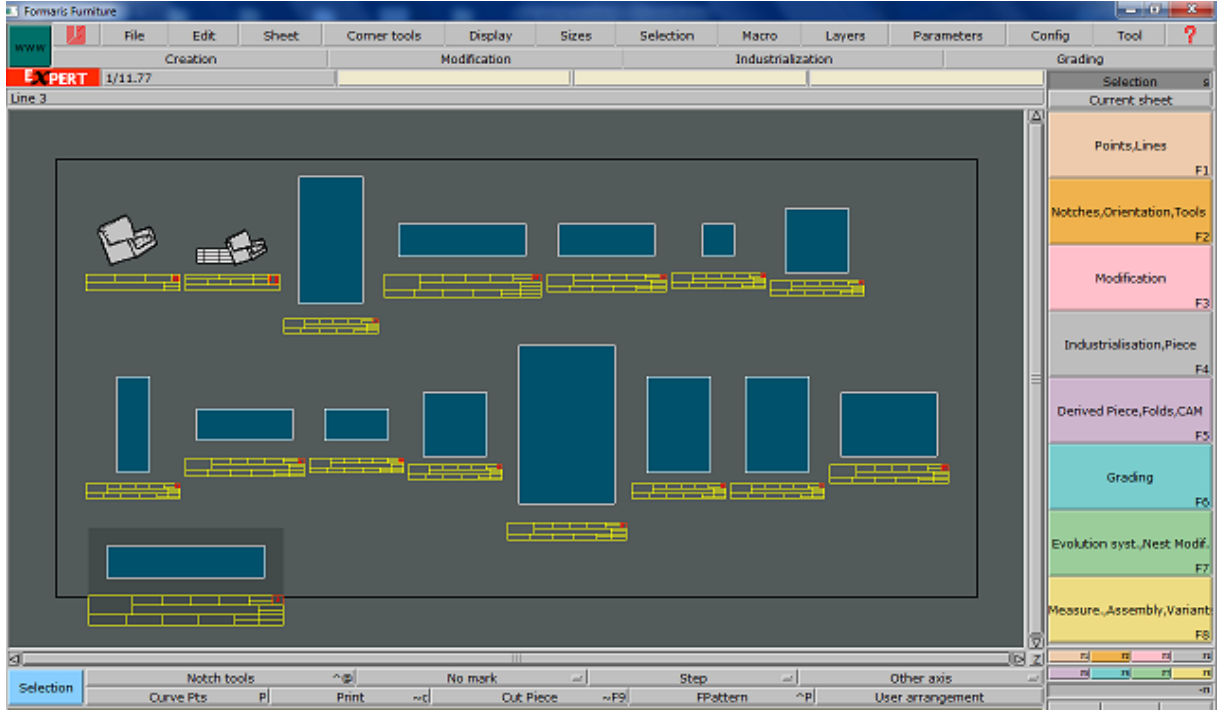 Formaris Furniture
www File Edit Sheet Corner tools Display Sizes Selection Macro Layers Parameters Config Tool ?
Creation Modification Industrialization Grading
EXPERT 1/11.77
Selection s
Line 3
Current sheet
Points,Lines
F1
Notches,Orientation,Tools
F2
Modification
F3
Industrialisation,Piece
F4
Derived Piece,Folds,CAM
F5
Grading
F6
Evolution syst.,Nest Modif.
F7
Measure.,Assembly,Variant
F8
Z
Selection
Notch tools No mark Step Other axis
Curve Pts P Print ~c Cut Piece ~F9 FPattern ^P User arrangement